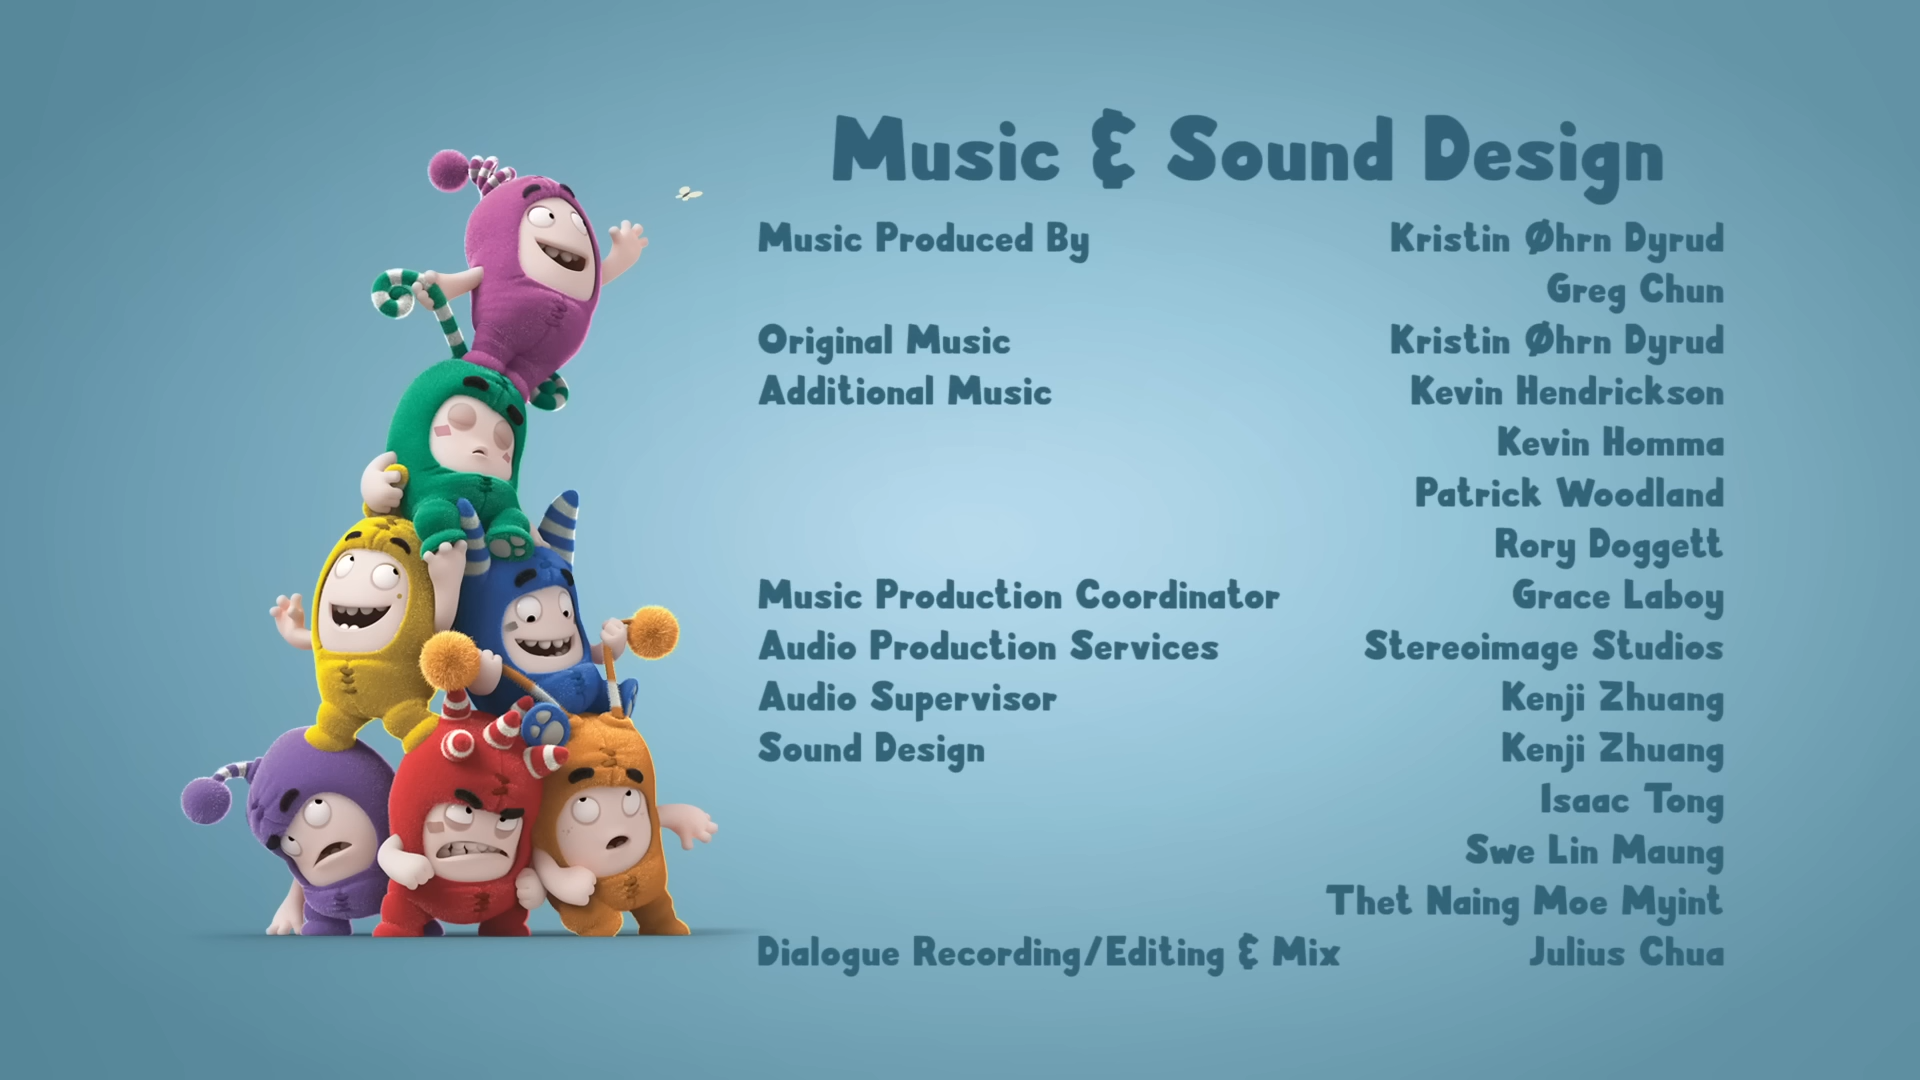 Music & Sound Design
Music Produced By Kristin Øhrn Dyrud
Greg Chun
Original Music Kristin Øhrn Dyrud
Additional Music Kevin Hendrickson
Kevin Homma
Patrick Woodland
Rory Doggett
Music Production Coordinator Grace Laboy
Audio Production Services Stereoimage Studios
Audio Supervisor Kenji Zhuang
Sound Design Kenji Zhuang
Isaac Tong
Swe Lin Maung
Thet Naing Moe Myint
Dialogue Recording/Editing & Mix Julius Chua